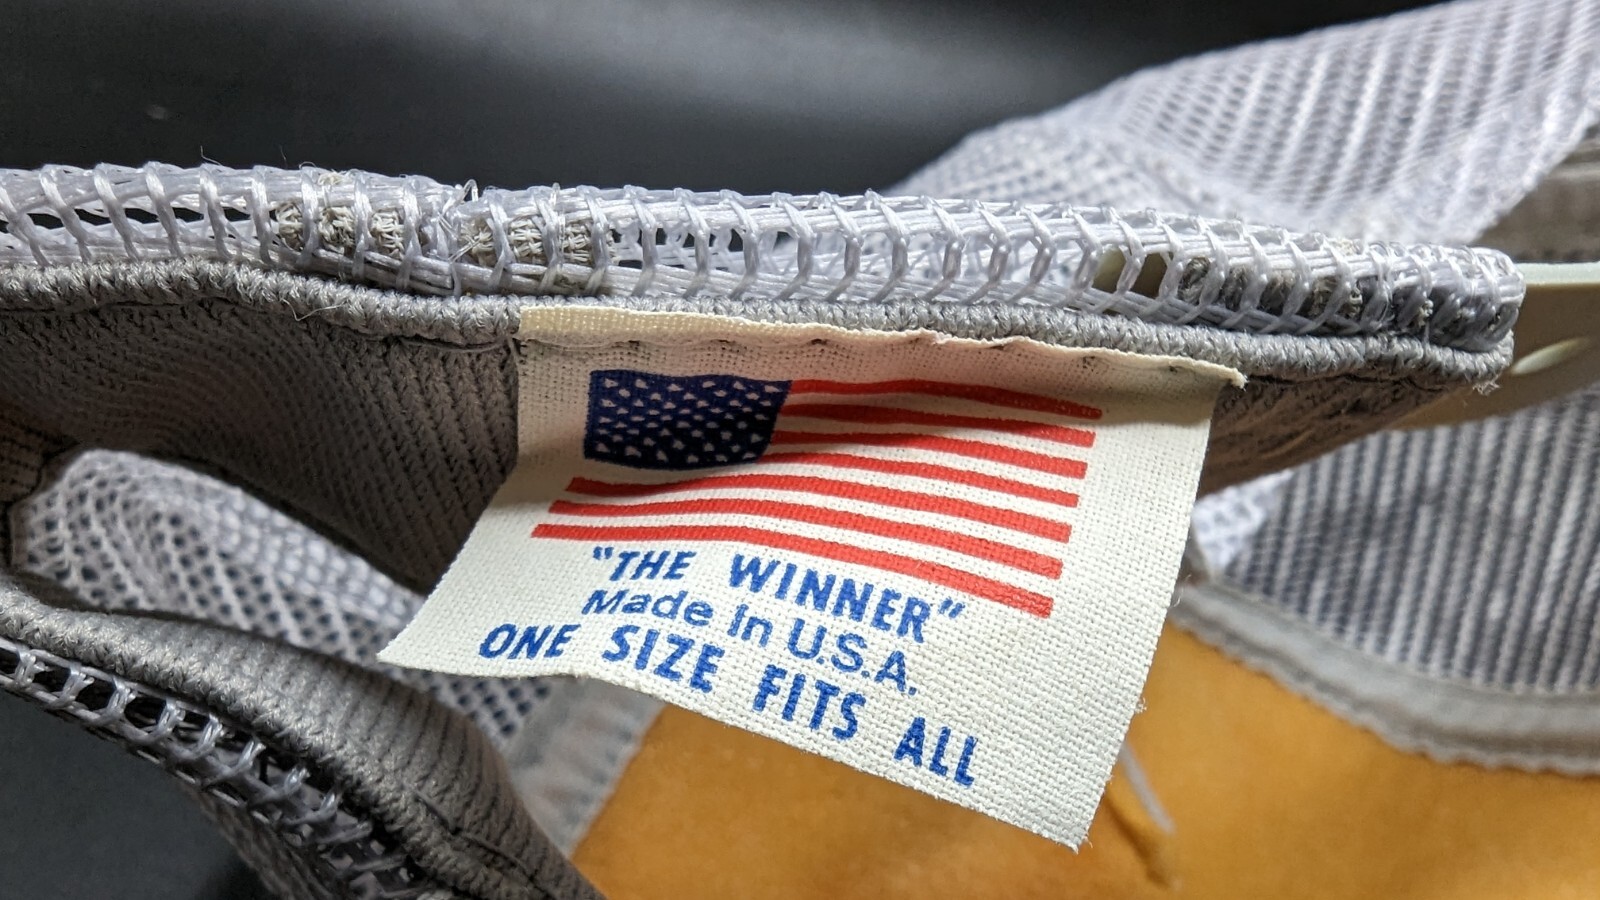 "THE WINNER"
Made In U.S.A.
ONE SIZE FITS ALL